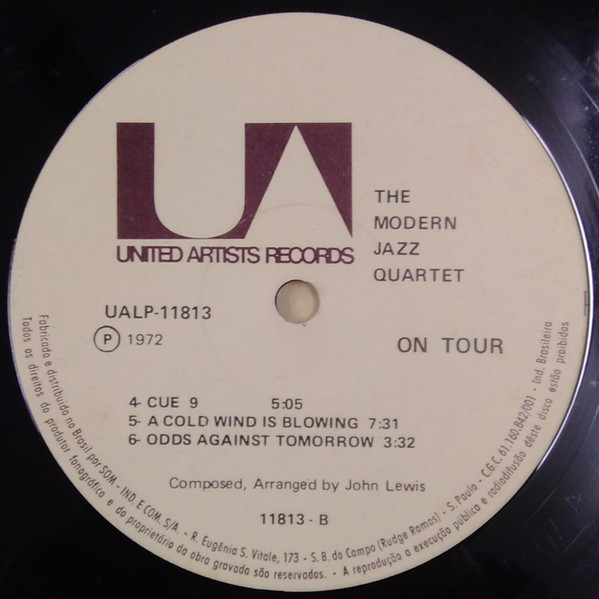 UA
UNITED ARTISTS RECORDS
THE
MODERN
JAZZ
QUARTET
UALP-11813
P 1972
ON TOUR
4- CUE 9 5:05
5- A COLD WIND IS BLOWING 7:31
6- ODDS AGAINST TOMORROW 3:32
Composed, Arranged by John Lewis
11813 - B
Fabricado e distribuido no Brasil por SOM - IND. E COM. S/A. - R. Eugênia S. Vitale, 173 - S. B. do Campo (Rudge Ramos) - S. Paulo - C.G.C. 61.160.842/001 - Ind. Brasileira
Todos os direitos do produtor fonográfico e do proprietário da obra gravada são reservados. - A reprodução a execução pública e radiodifusão dêste disco estão proibidas